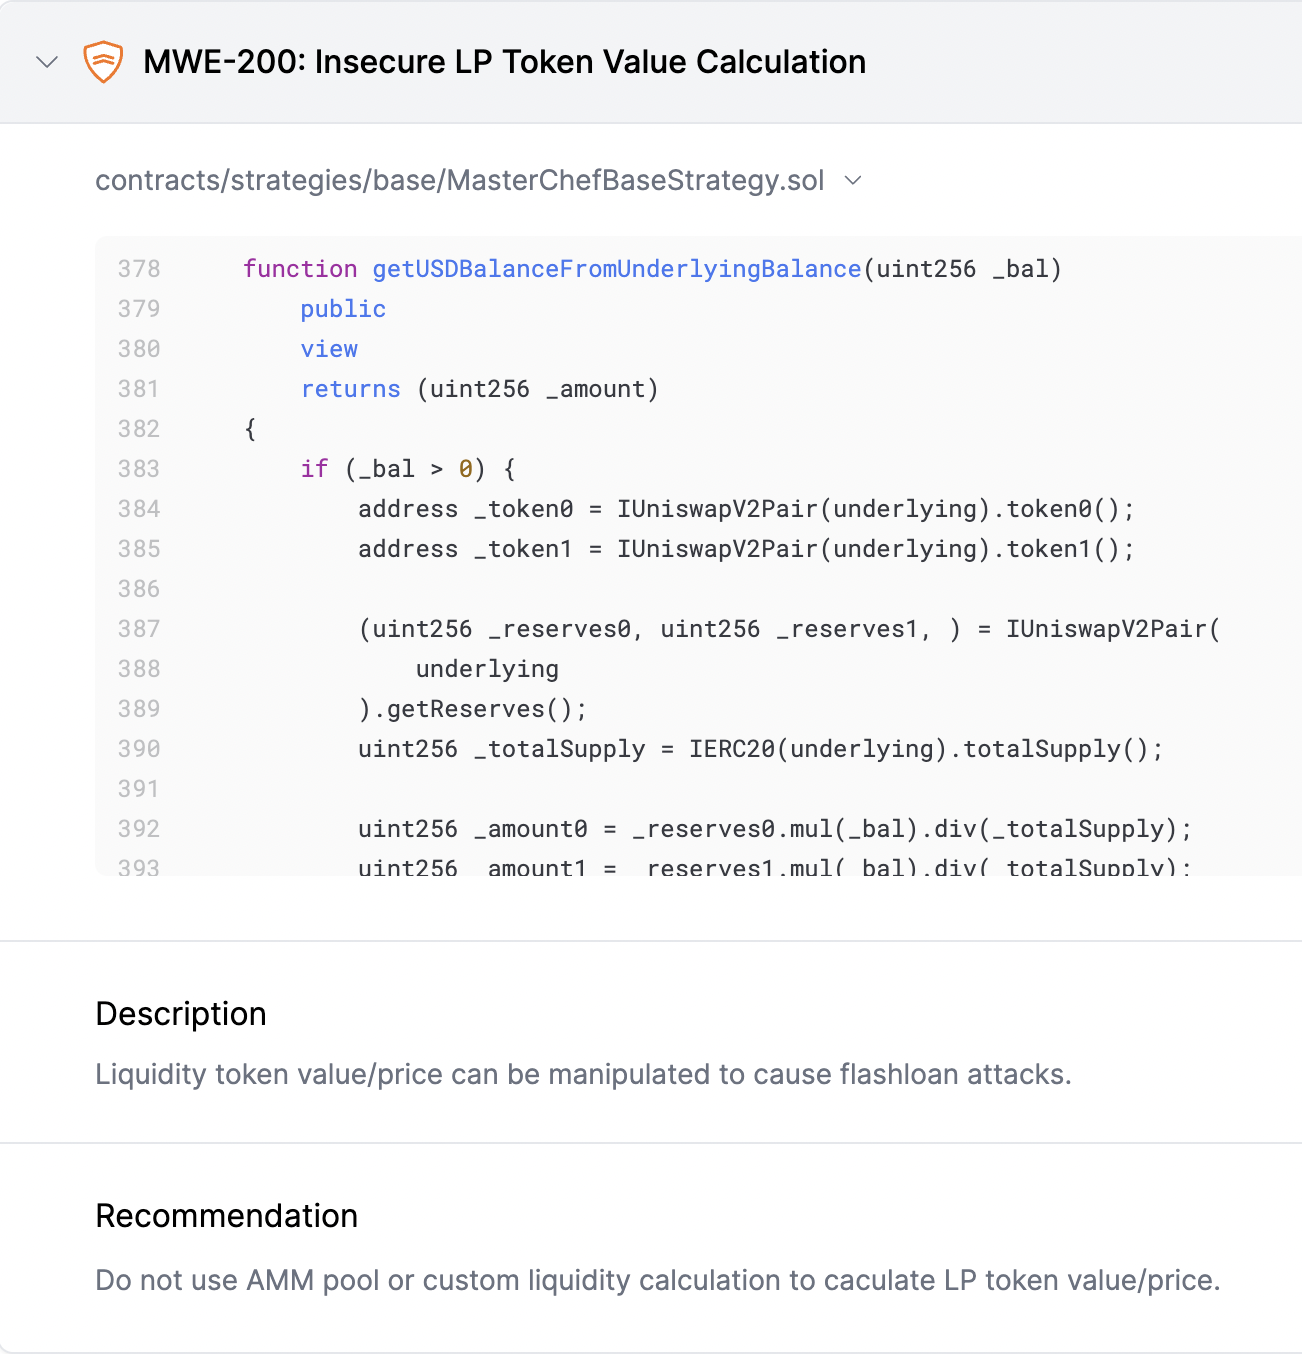 MWE-200: Insecure LP Token Value Calculation
contracts/strategies/base/MasterChefBaseStrategy.sol
378 function getUSDBalanceFromUnderlyingBalance(uint256 _bal)
379 public
380 view
381 returns (uint256 _amount)
382 {
383 if (_bal > 0) {
384 address _token0 = IUniswapV2Pair(underlying).token0();
385 address _token1 = IUniswapV2Pair(underlying).token1();
386
387 (uint256 _reserves0, uint256 _reserves1, ) = IUniswapV2Pair(
388 underlying
389 ).getReserves();
390 uint256 _totalSupply = IERC20(underlying).totalSupply();
391
392 uint256 _amount0 = _reserves0.mul(_bal).div(_totalSupply);
393 uint256 _amount1 = _reserves1.mul(_bal).div(_totalSupply);
Description
Liquidity token value/price can be manipulated to cause flashloan attacks.
Recommendation
Do not use AMM pool or custom liquidity calculation to caculate LP token value/price.